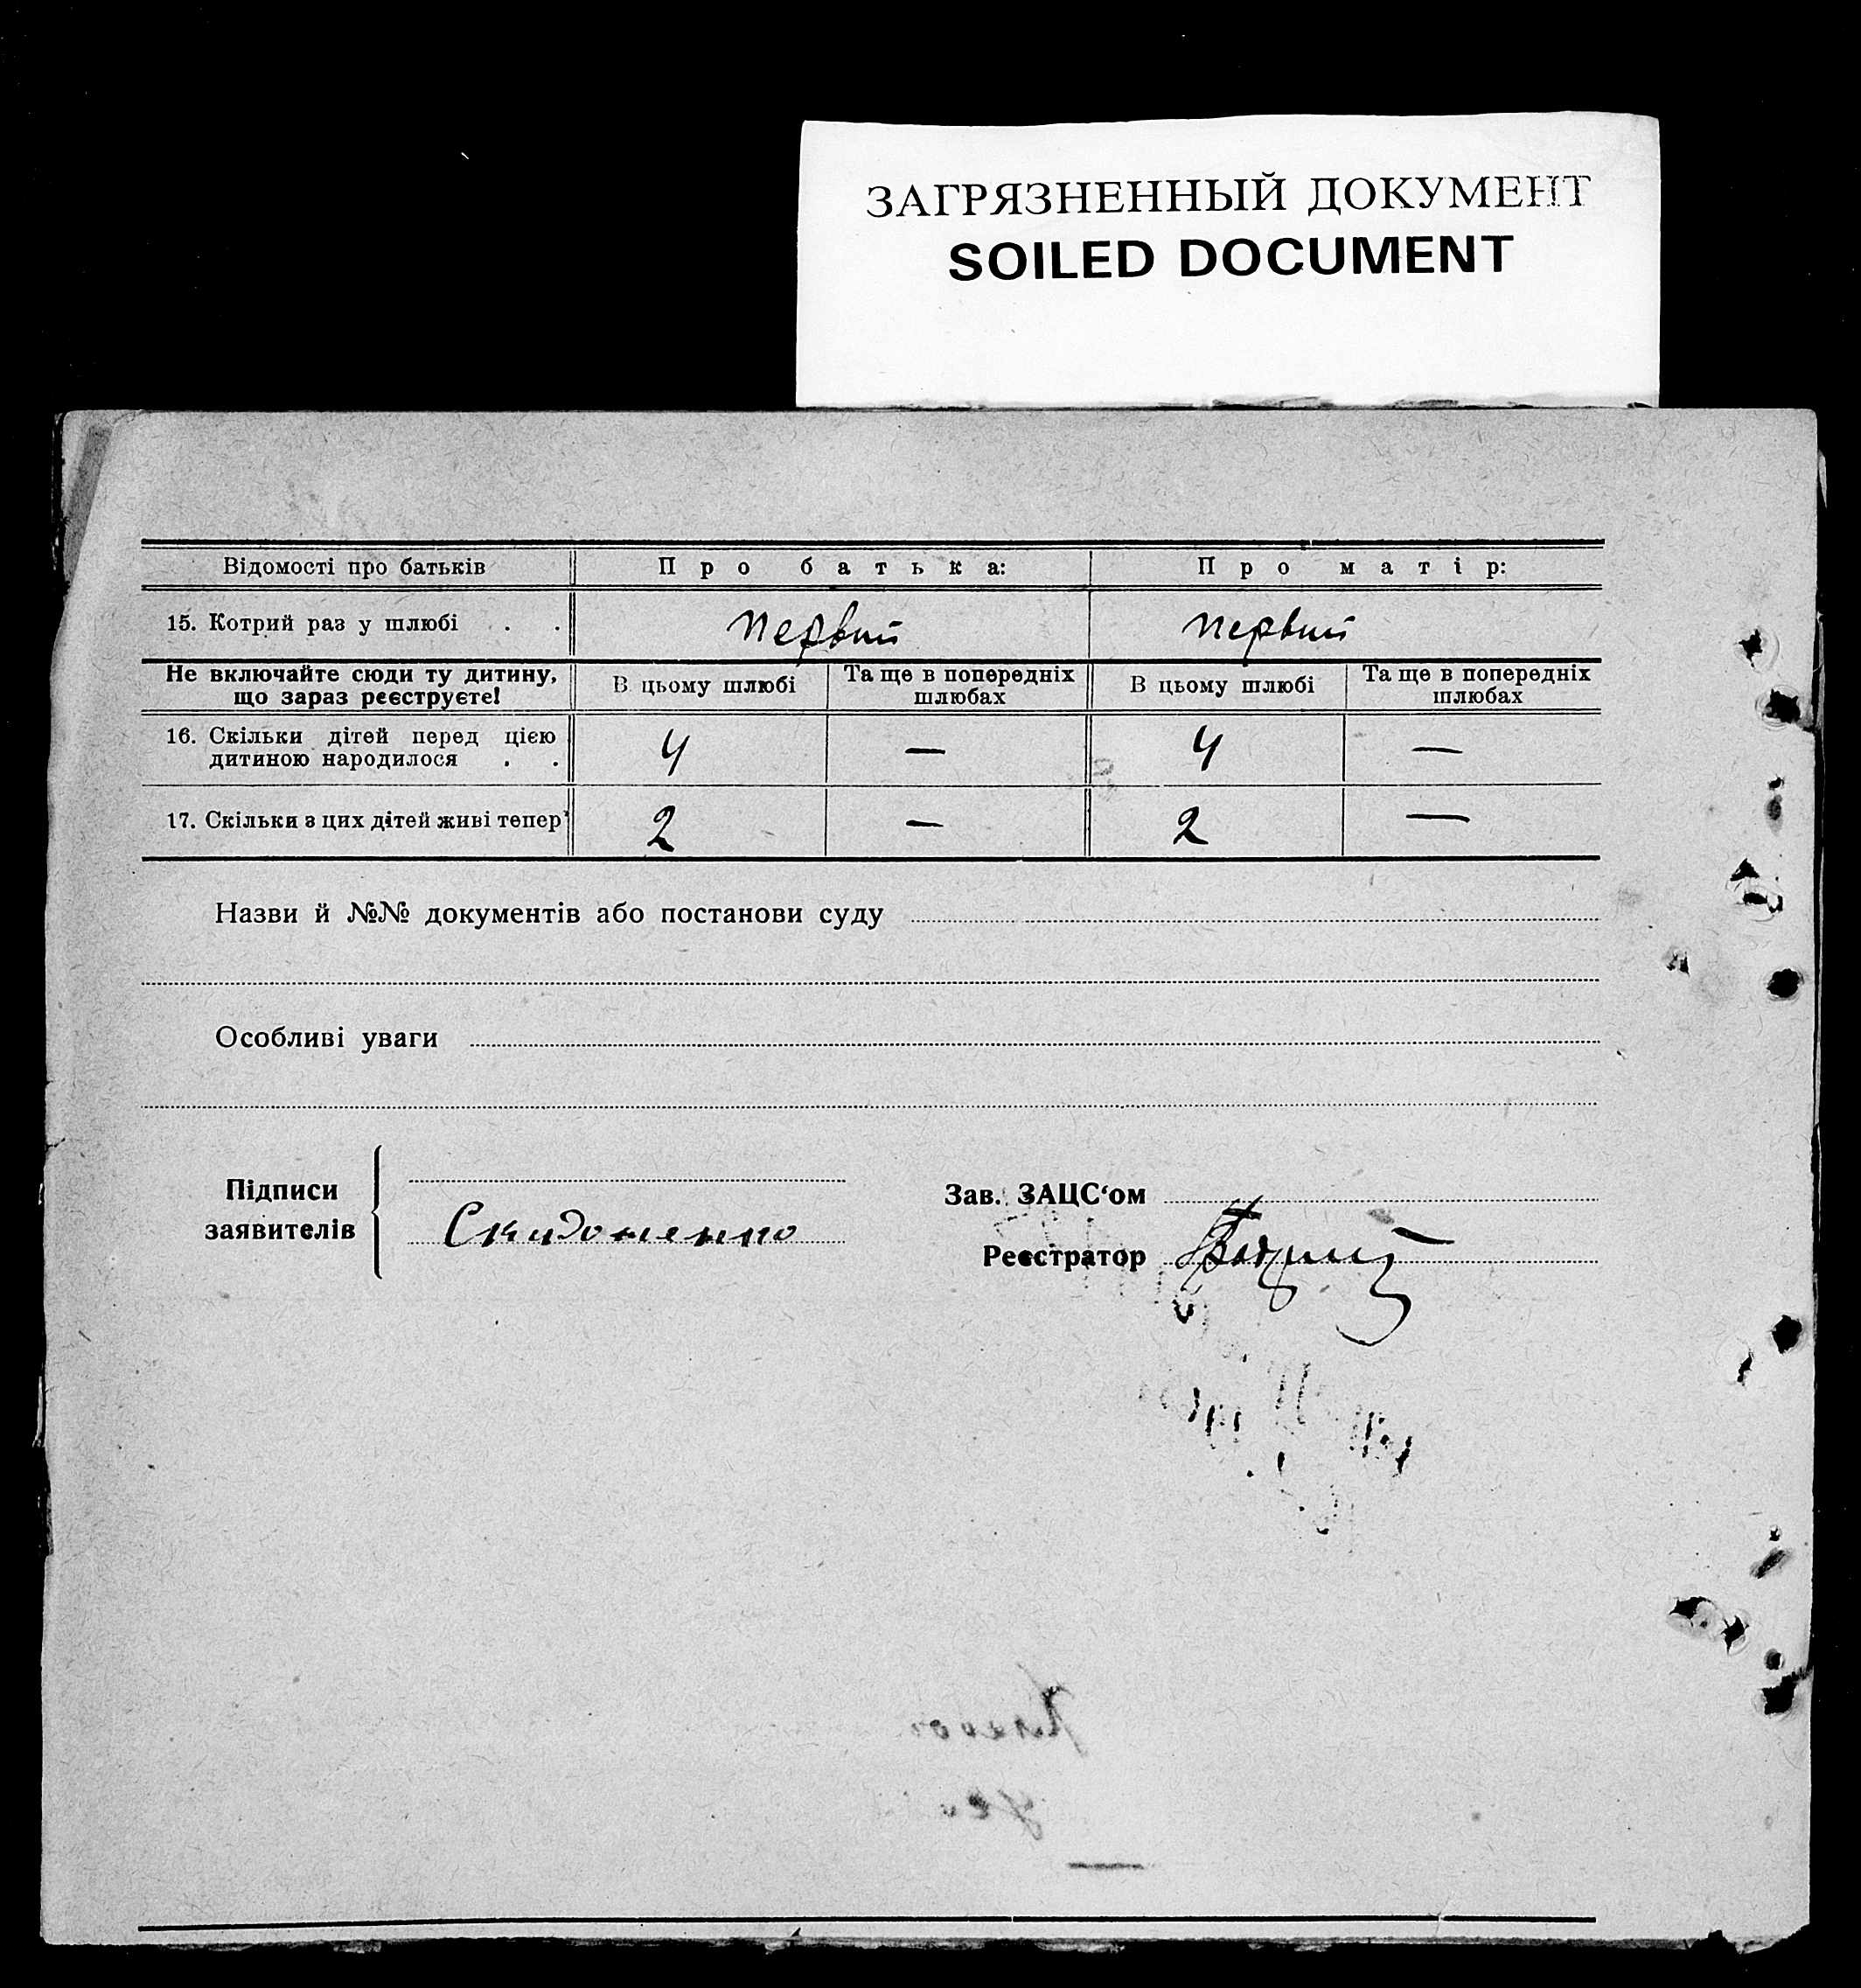 ЗАГРЯЗНЕННЫЙ ДОКУМЕНТ
SOILED DOCUMENT
Відомості про батьків Про батька: Про матір:
15. Котрий раз у шлюбі . . первий первий
Не включайте сюди ту дитину, що зараз реєструєте! В цьому шлюбі Та ще в попередніх шлюбах В цьому шлюбі Та ще в попередніх шлюбах
16. Скільки дітей перед цією
дитиною народилося . . 4 — 4 —
17. Скільки з цих дітей живі тепер 2 — 2 —
Назви й №№ документів або постанови суду
Особливі уваги
Підписи заявителів
Зав. ЗАЦС‘ом
Реєстратор